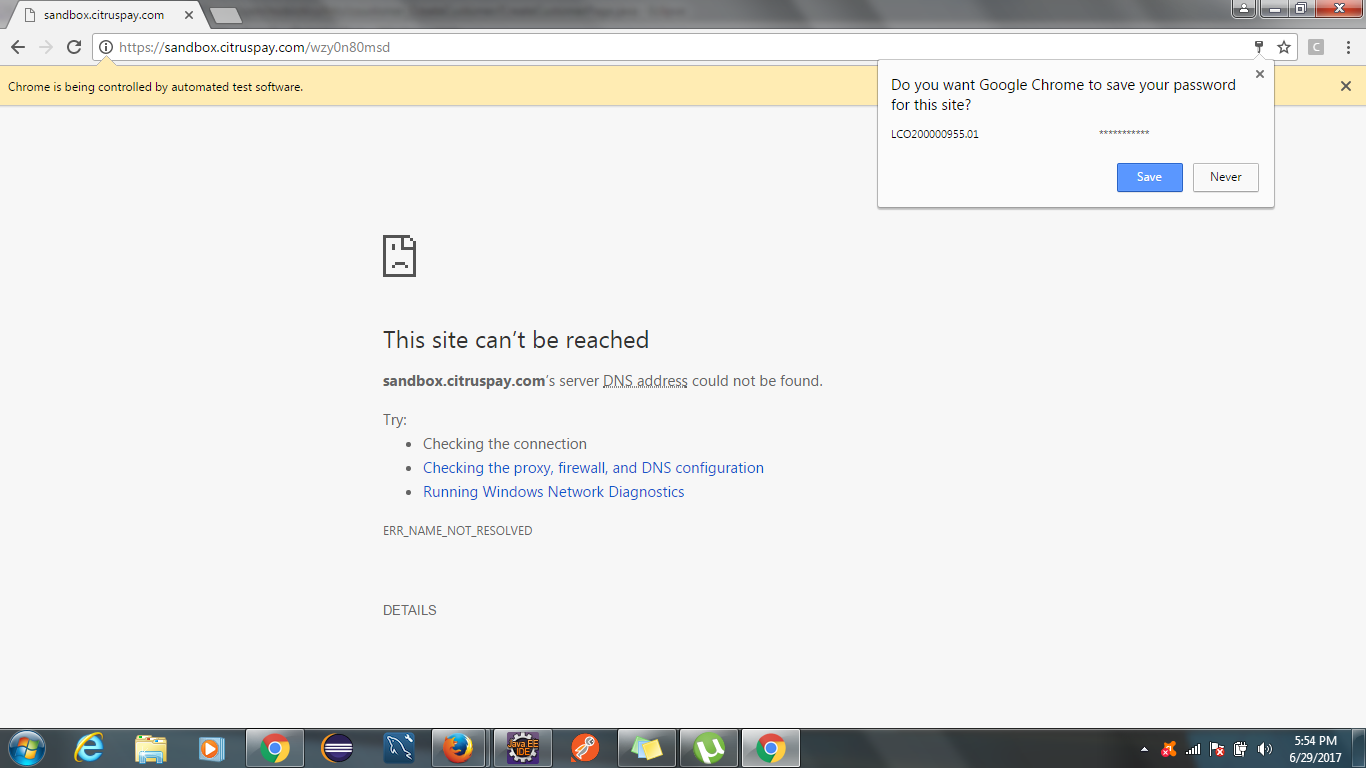 sandbox.citruspay.com
https://sandbox.citruspay.com/wzy0n80msd
C
Chrome is being controlled by automated test software.
Do you want Google Chrome to save your password
for this site?
LCO200000955.01 ***********
Save Never
This site can't be reached
sandbox.citruspay.com's server DNS address could not be found.
Try:
• Checking the connection
• Checking the proxy, firewall, and DNS configuration
• Running Windows Network Diagnostics
ERR_NAME_NOT_RESOLVED
DETAILS
Java EE
IDE
5:54 PM
6/29/2017